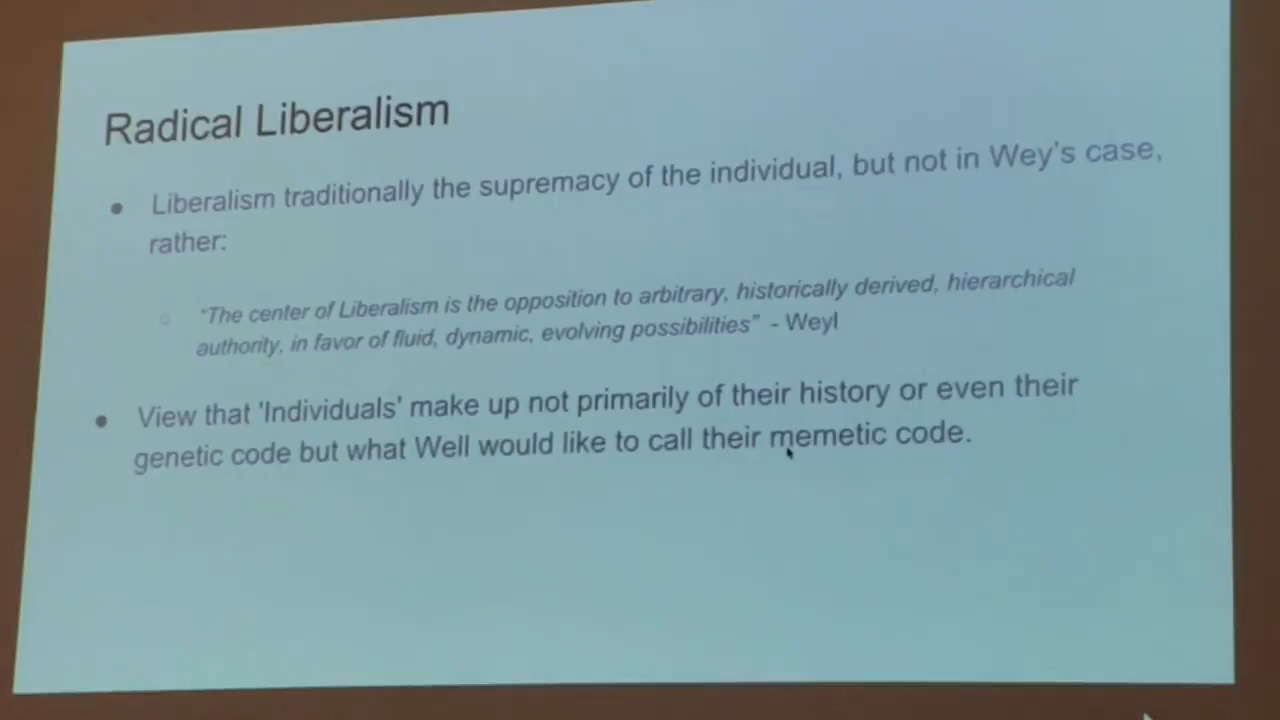 Radical Liberalism
● Liberalism traditionally the supremacy of the individual, but not in Wey's case,
rather:
○ "The center of Liberalism is the opposition to arbitrary, historically derived, hierarchical
authority, in favor of fluid, dynamic, evolving possibilities" - Weyl
● View that 'Individuals' make up not primarily of their history or even their
genetic code but what Well would like to call their memetic code.